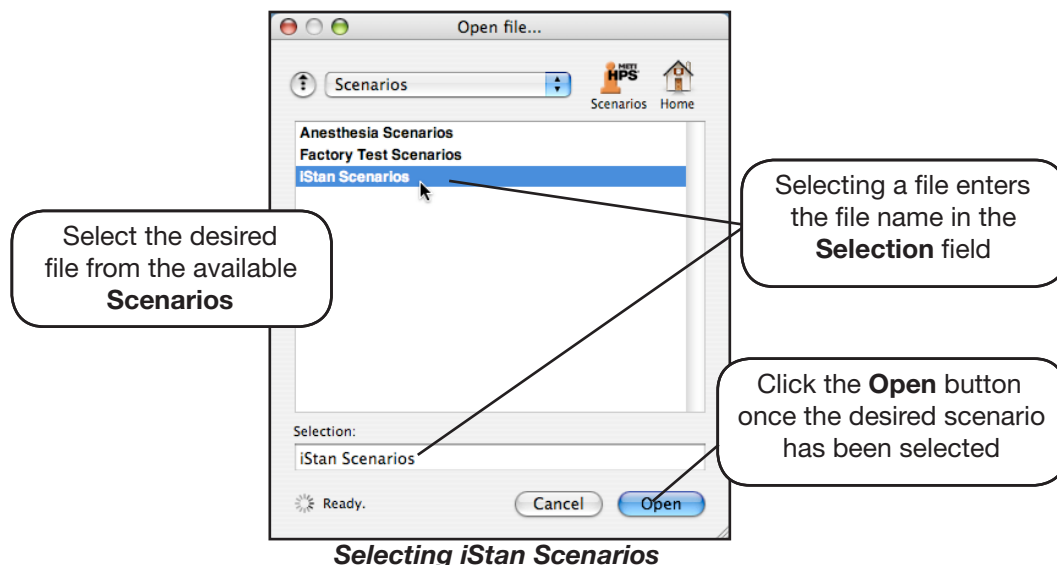 Open file...
Scenarios
METI
HPS
Scenarios Home
Anesthesia Scenarios
Factory Test Scenarios
iStan Scenarios
Selecting a file enters
the file name in the
Selection field
Select the desired
file from the available
Scenarios
Click the Open button
once the desired scenario
has been selected
Selection:
iStan Scenarios
Ready.
Cancel
Open
Selecting iStan Scenarios